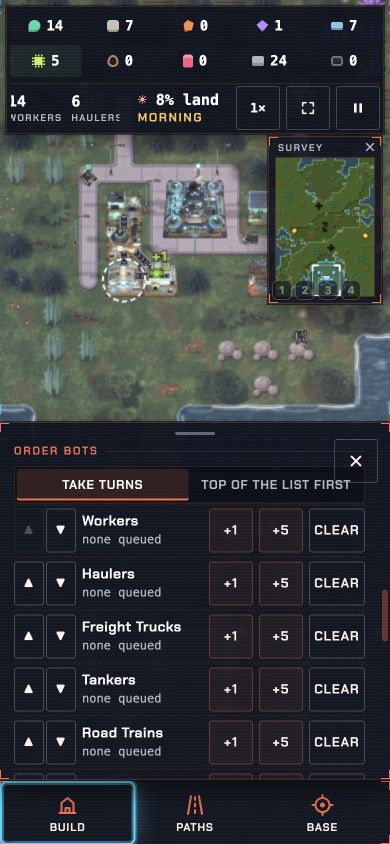 14 7 0 1 7
5 0 0 24 0
14 6 8% land 1×
WORKERS HAULERS MORNING
SURVEY
+1
1 2 3 4
ORDER BOTS
TAKE TURNS TOP OF THE LIST FIRST
Workers
none queued
+1 +5 CLEAR
Haulers
none queued
+1 +5 CLEAR
Freight Trucks
none queued
+1 +5 CLEAR
Tankers
none queued
+1 +5 CLEAR
Road Trains
none queued
+1 +5 CLEAR
BUILD PATHS BASE